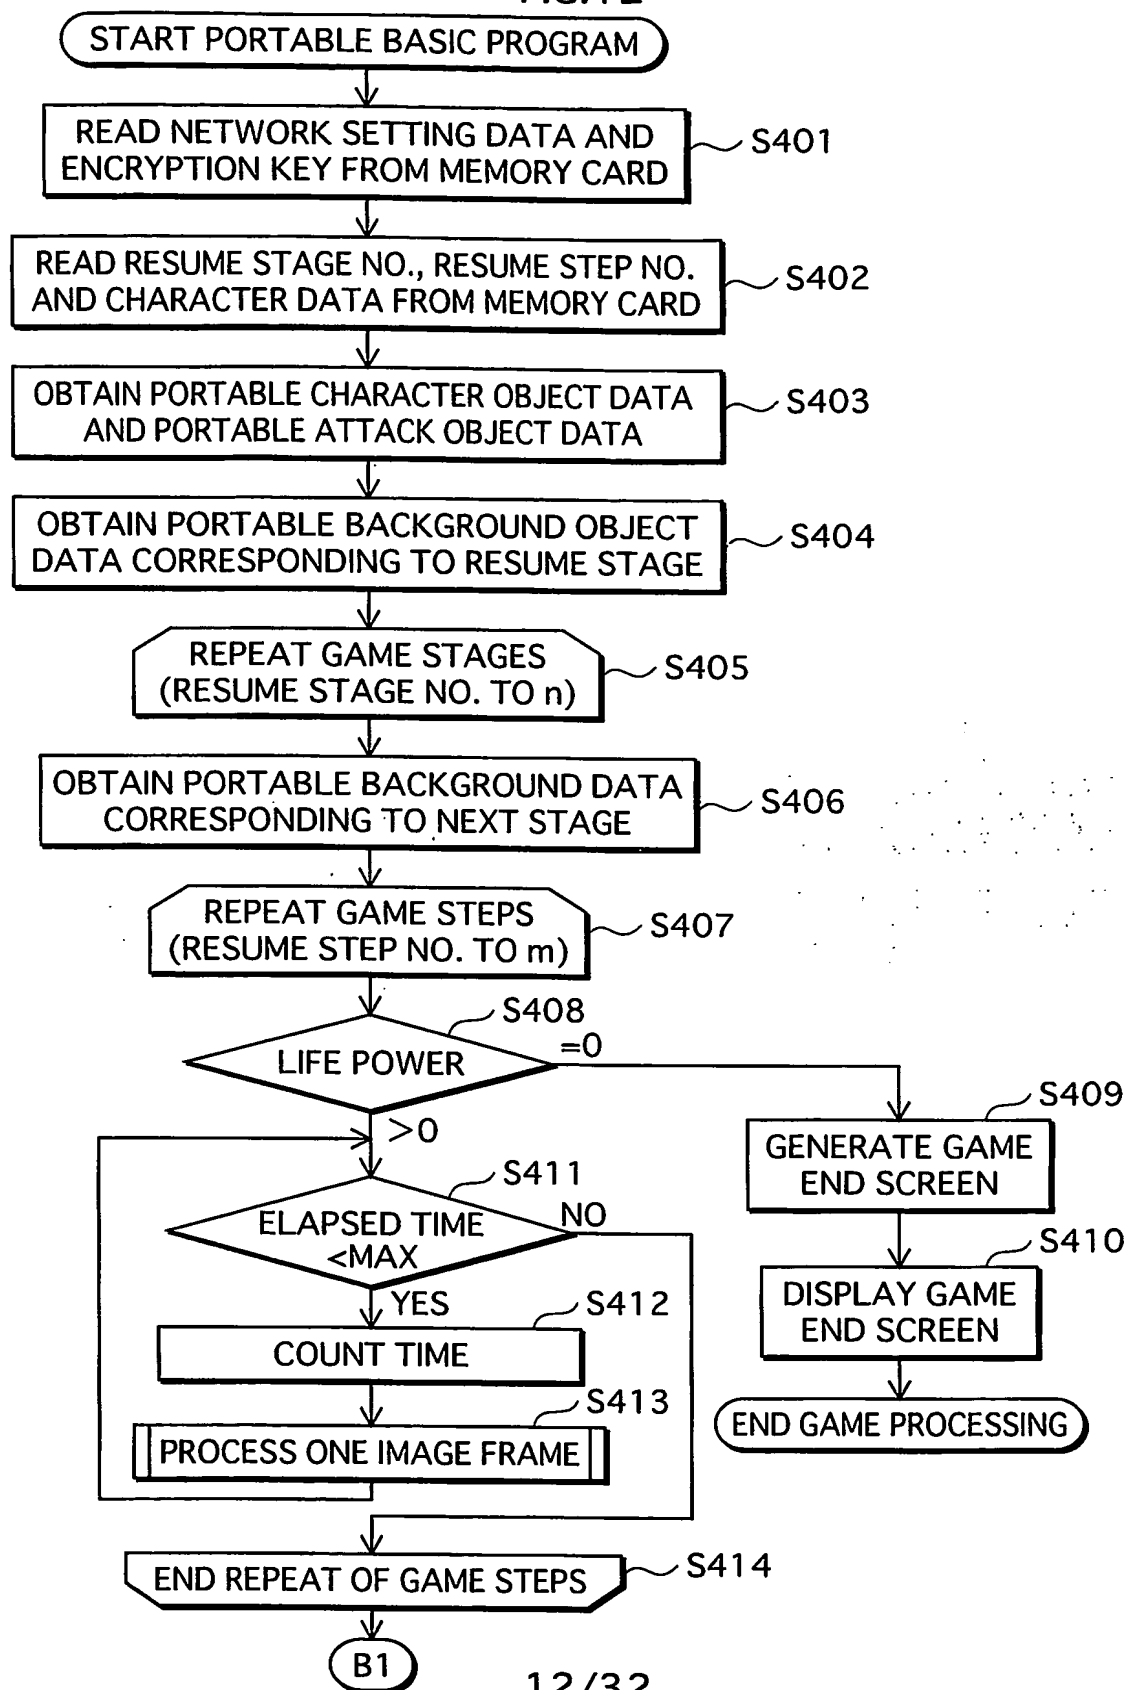 START PORTABLE BASIC PROGRAM
READ NETWORK SETTING DATA AND
ENCRYPTION KEY FROM MEMORY CARD
S401
READ RESUME STAGE NO., RESUME STEP NO.
AND CHARACTER DATA FROM MEMORY CARD
S402
OBTAIN PORTABLE CHARACTER OBJECT DATA
AND PORTABLE ATTACK OBJECT DATA
S403
OBTAIN PORTABLE BACKGROUND OBJECT
DATA CORRESPONDING TO RESUME STAGE
S404
REPEAT GAME STAGES
(RESUME STAGE NO. TO n)
S405
OBTAIN PORTABLE BACKGROUND DATA
CORRESPONDING TO NEXT STAGE
S406
REPEAT GAME STEPS
(RESUME STEP NO. TO m)
S407
S408
LIFE POWER
=0
>0
S409
GENERATE GAME
END SCREEN
S410
DISPLAY GAME
END SCREEN
END GAME PROCESSING
S411
ELAPSED TIME
<MAX
NO
YES
S412
COUNT TIME
S413
PROCESS ONE IMAGE FRAME
END REPEAT OF GAME STEPS
S414
B1
12/32